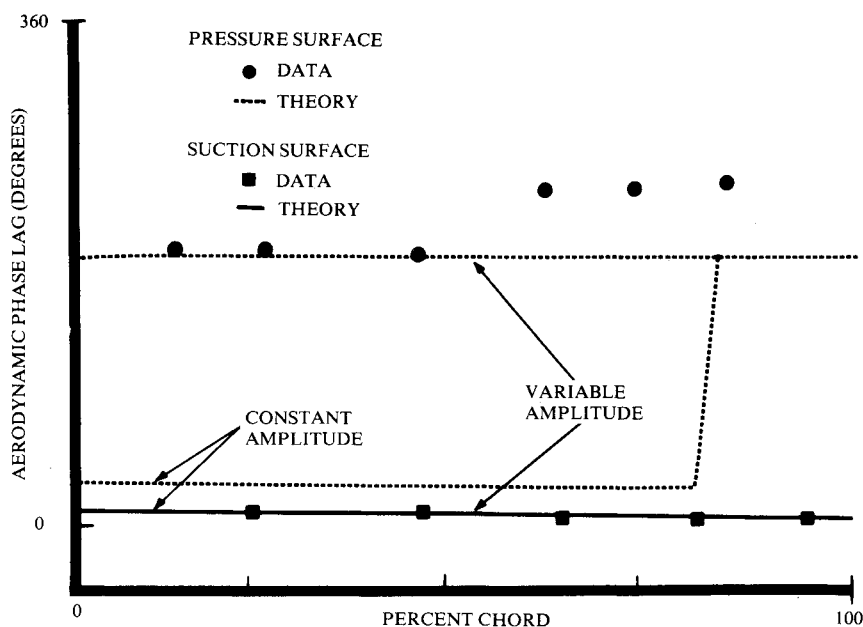 360
PRESSURE SURFACE
DATA
THEORY
SUCTION SURFACE
DATA
THEORY
AERODYNAMIC PHASE LAG (DEGREES)
CONSTANT
AMPLITUDE
VARIABLE
AMPLITUDE
0
0
PERCENT CHORD
100